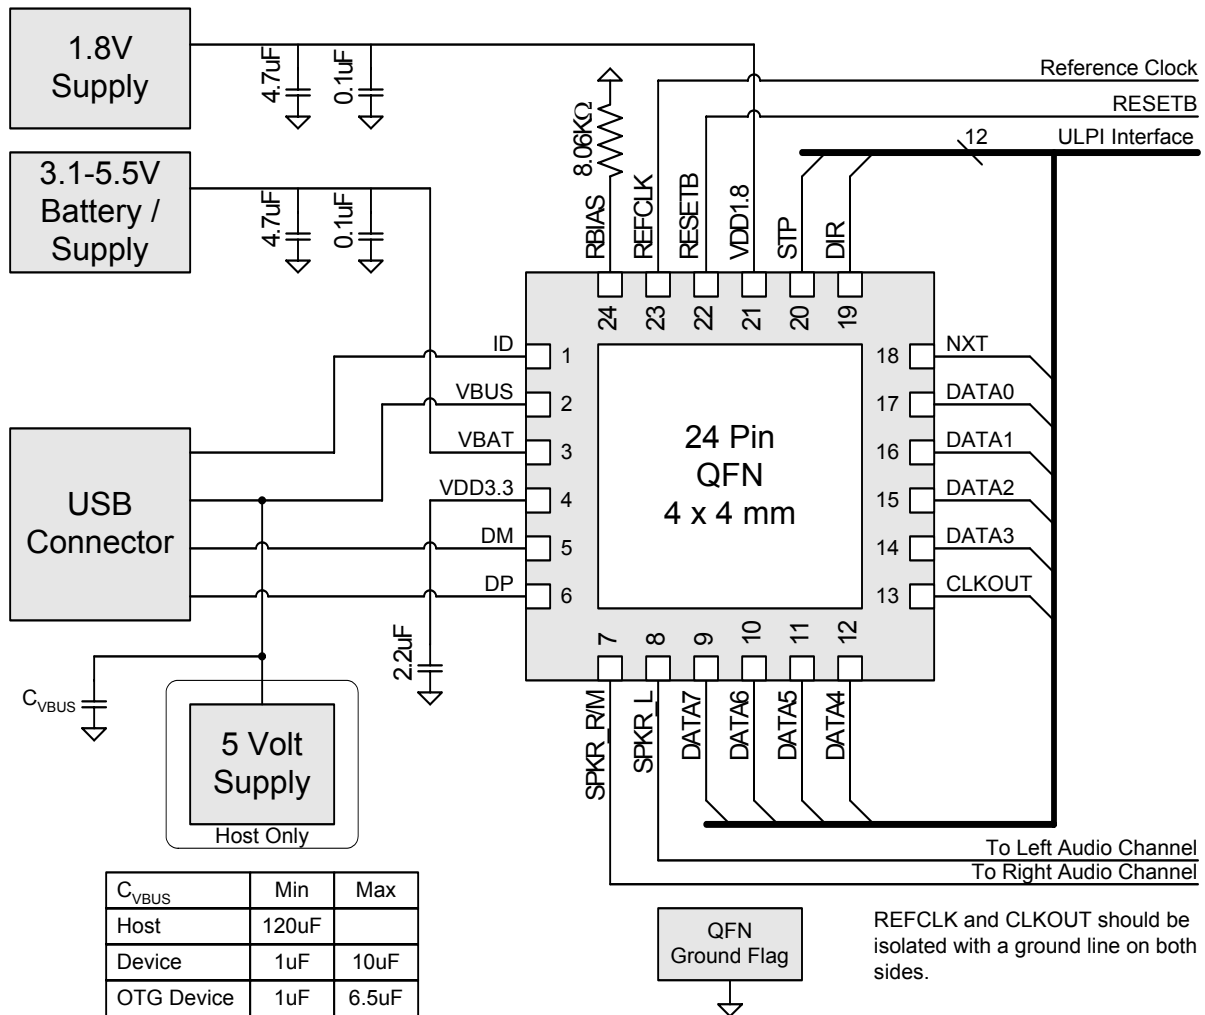 1.8V
Supply
4.7uF
0.1uF
3.1-5.5V
Battery /
Supply
4.7uF
0.1uF
8.06KΩ
Reference Clock
RESETB
12
ULPI Interface
RBIAS
REFCLK
RESETB
VDD1.8
STP
DIR
24
23
22
21
20
19
ID
1
VBUS
2
VBAT
3
VDD3.3
4
DM
5
DP
6
24 Pin
QFN
4 x 4 mm
18
NXT
17
DATA0
16
DATA1
15
DATA2
14
DATA3
13
CLKOUT
7
8
9
10
11
12
SPKR_R/M
SPKR_L
DATA7
DATA6
DATA5
DATA4
USB
Connector
2.2uF
CVBUS
5 Volt
Supply
Host Only
To Left Audio Channel
To Right Audio Channel
CVBUS Min Max
Host 120uF
Device 1uF 10uF
OTG Device 1uF 6.5uF
QFN
Ground Flag
REFCLK and CLKOUT should be
isolated with a ground line on both
sides.